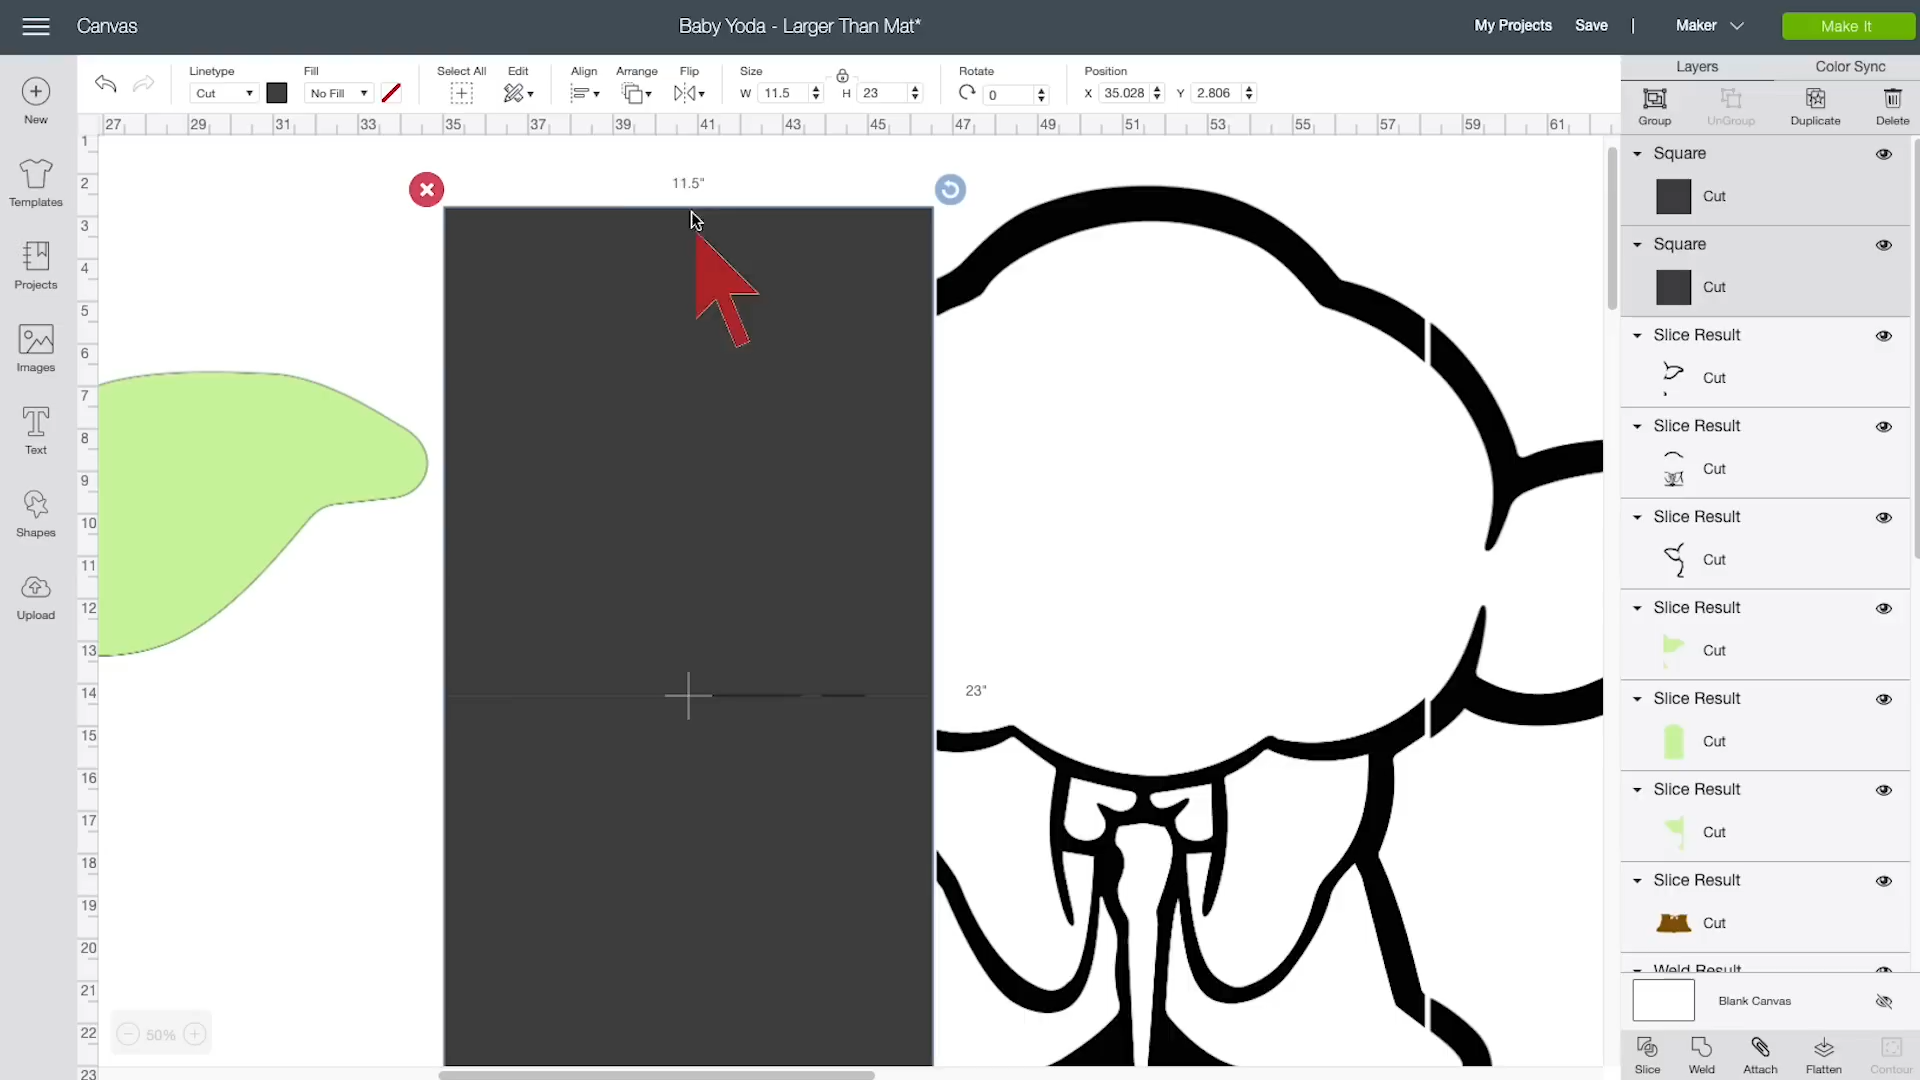 Canvas
Baby Yoda - Larger Than Mat*
My Projects Save | Maker Make It
Linetype Fill Select All Edit Align Arrange Flip Size Rotate Position
Cut No Fill W 11.5 H 23 0 X 35.028 Y 2.806
Layers Color Sync
Group UnGroup Duplicate Delete
27 29 31 33 35 37 39 41 43 45 47 49 51 53 55 57 59 61
New
Templates
Projects
Images
Text
Shapes
Upload
1
2
3
4
5
6
7
8
9
10
11
12
13
14
15
16
17
18
19
20
21
22
23
11.5"
23"
50%
Square
Cut
Square
Cut
Slice Result
Cut
Slice Result
Cut
Slice Result
Cut
Slice Result
Cut
Slice Result
Cut
Slice Result
Cut
Slice Result
Cut
Weld Result
Blank Canvas
Slice Weld Attach Flatten Contour